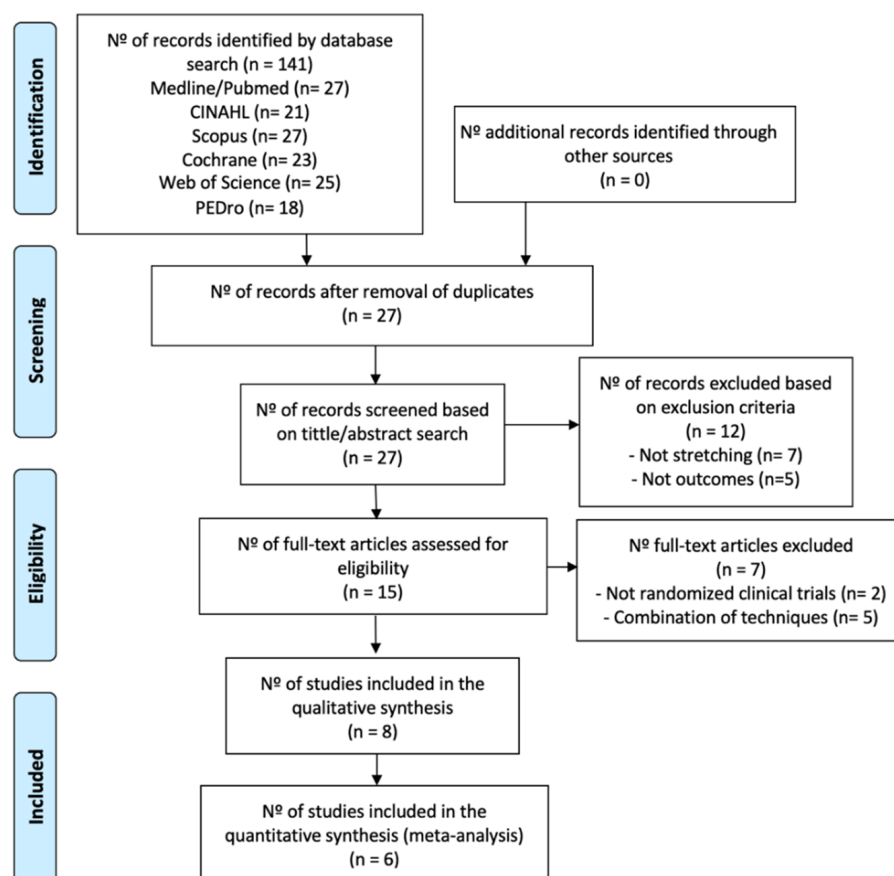 Identification
Nº of records identified by database
search (n = 141)
Medline/Pubmed (n= 27)
CINAHL (n= 21)
Scopus (n= 27)
Cochrane (n= 23)
Web of Science (n= 25)
PEDro (n= 18)
Nº additional records identified through
other sources
(n = 0)
Screening
Nº of records after removal of duplicates
(n = 27)
Nº of records screened based
on tittle/abstract search
(n = 27)
Nº of records excluded based
on exclusion criteria
(n = 12)
- Not stretching (n= 7)
- Not outcomes (n=5)
Eligibility
Nº of full-text articles assessed for
eligibility
(n = 15)
Nº full-text articles excluded
(n = 7)
- Not randomized clinical trials (n= 2)
- Combination of techniques (n= 5)
Included
Nº of studies included in the
qualitative synthesis
(n = 8)
Nº of studies included in the
quantitative synthesis (meta-analysis)
(n = 6)